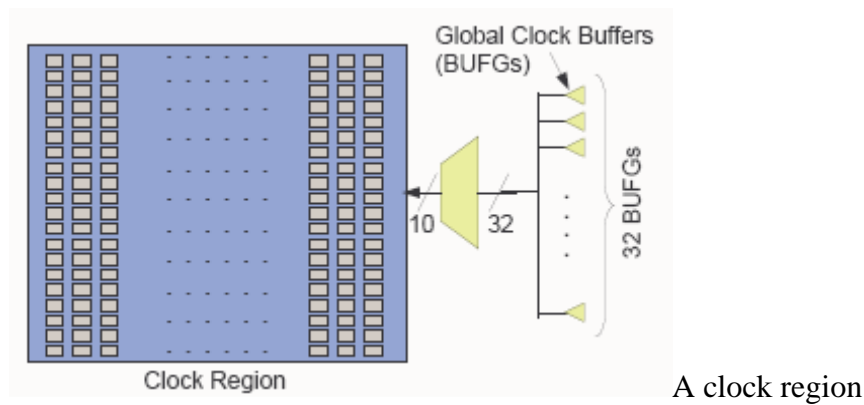 Global Clock Buffers
(BUFGs)
10
32
32 BUFGs
Clock Region
A clock region